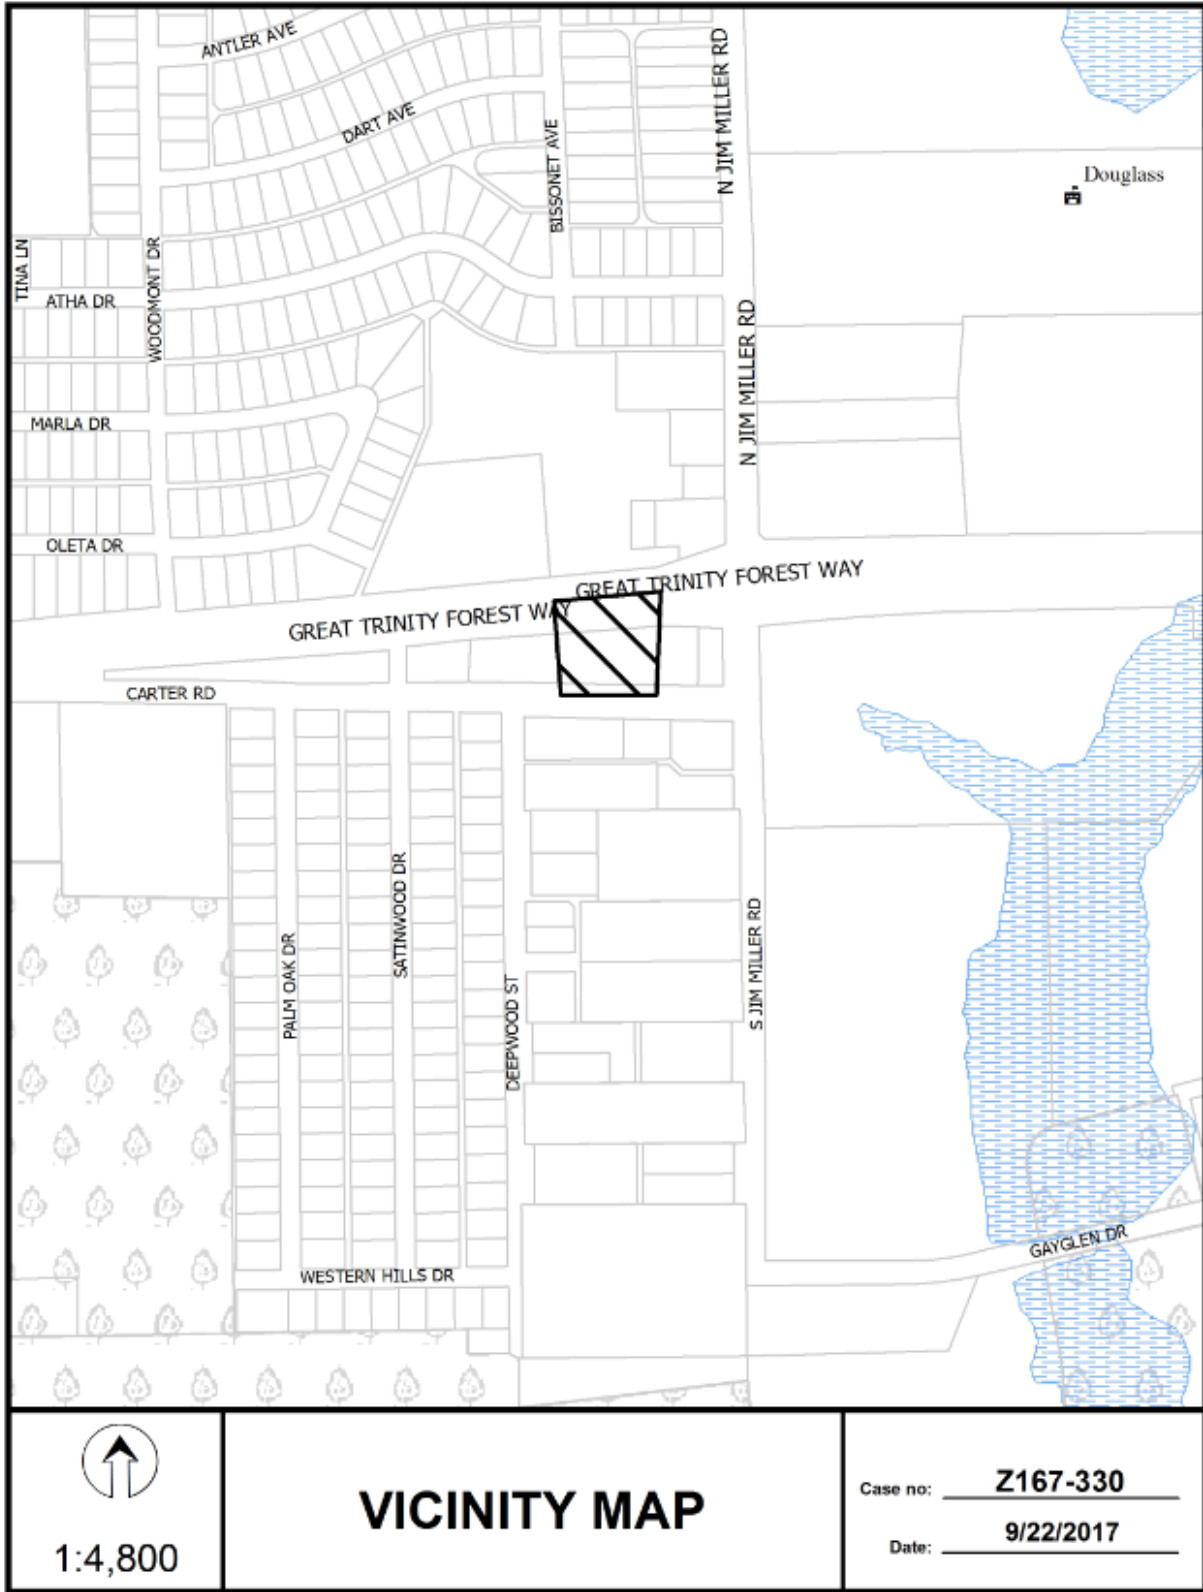 ANTLER AVE
DART AVE
BISSONET AVE
N JIM MILLER RD
Douglass
TINA LN
WOODMONT DR
ATHA DR
N JIM MILLER RD
MARLA DR
OLETA DR
GREAT TRINITY FOREST WAY
GREAT TRINITY FOREST WAY
CARTER RD
PALM OAK DR
SATINWOOD DR
DEEPWOOD ST
S JIM MILLER RD
GAYGLEN DR
WESTERN HILLS DR
1:4,800
VICINITY MAP
Case no: Z167-330
Date: 9/22/2017